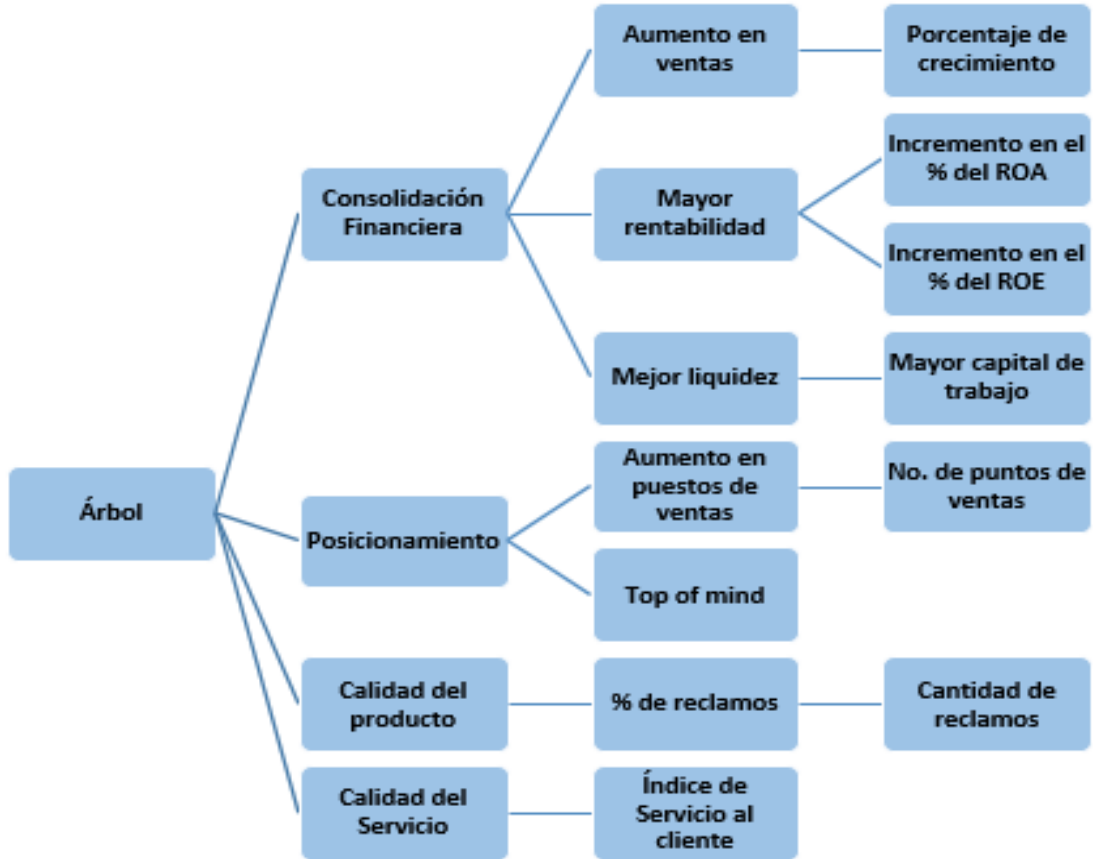 Aumento en
ventas
Porcentaje de
crecimiento
Incremento en el
% del ROA
Consolidación
Financiera
Mayor
rentabilidad
Incremento en el
% del ROE
Mejor liquidez
Mayor capital de
trabajo
Árbol
Posicionamiento
Aumento en
puestos de
ventas
No. de puntos de
ventas
Top of mind
Calidad del
producto
% de reclamos
Cantidad de
reclamos
Calidad del
Servicio
Índice de
Servicio al
cliente